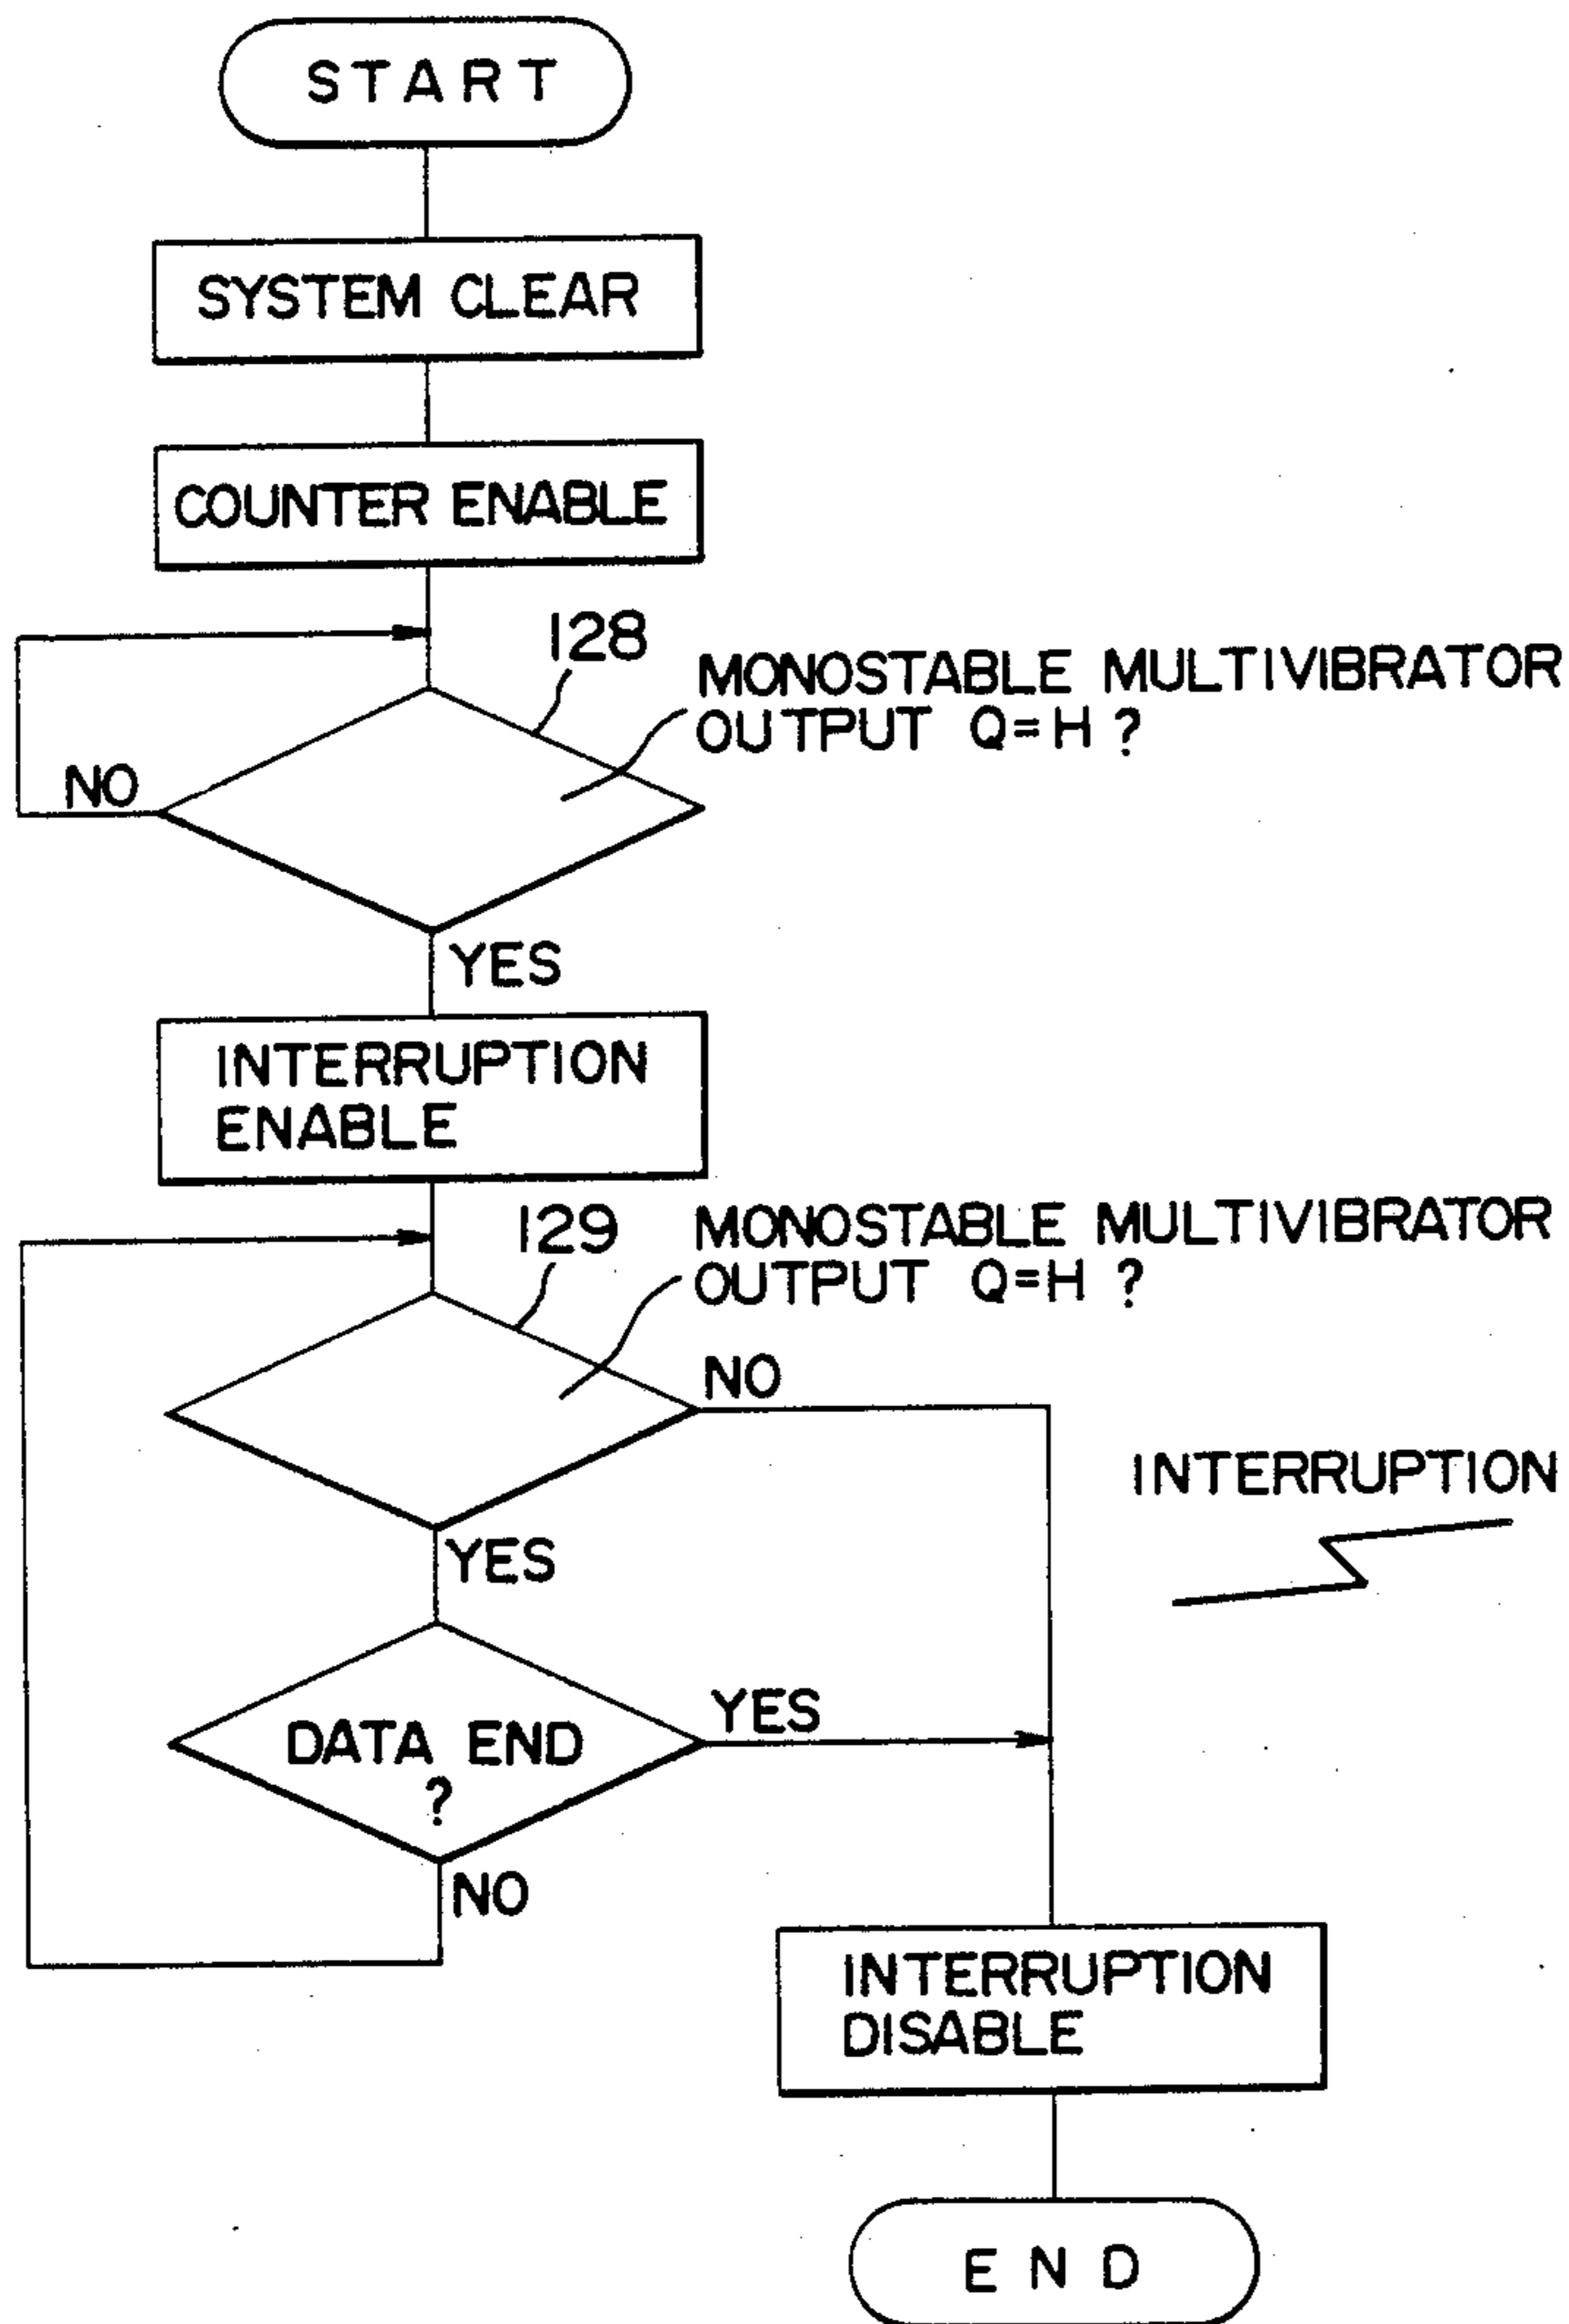 START
SYSTEM CLEAR
COUNTER ENABLE
128
MONOSTABLE MULTIVIBRATOR
OUTPUT Q=H ?
NO
YES
INTERRUPTION
ENABLE
129
MONOSTABLE MULTIVIBRATOR
OUTPUT Q=H ?
NO
INTERRUPTION
YES
YES
DATA END
?
NO
INTERRUPTION
DISABLE
END